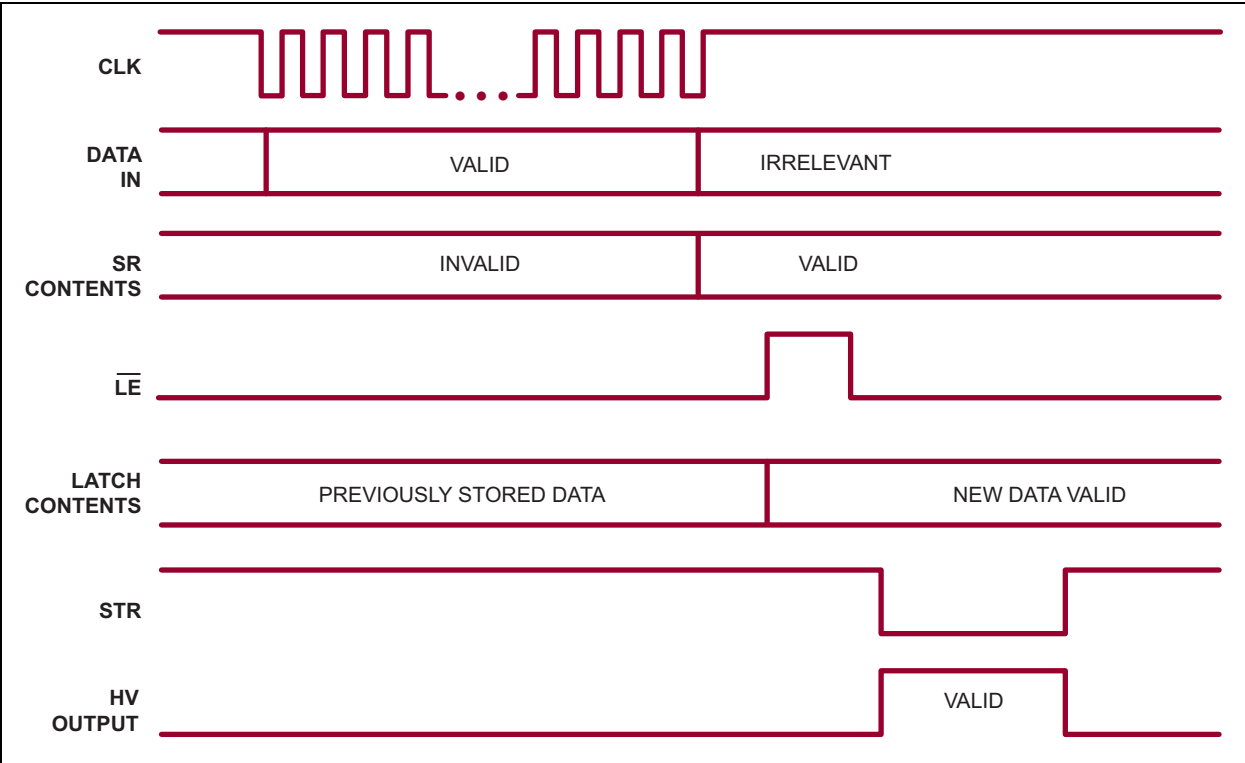 CLK
DATA
IN
VALID
IRRELEVANT
SR
CONTENTS
INVALID
VALID
L̅E̅
LATCH
CONTENTS
PREVIOUSLY STORED DATA
NEW DATA VALID
STR
HV
OUTPUT
VALID